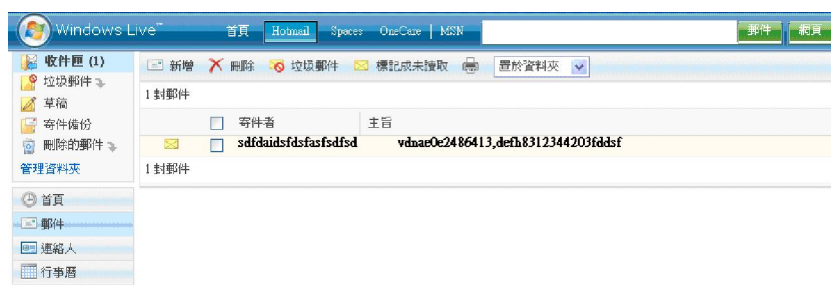 Windows Live™ 首頁 Hotmail Spaces OneCare | MSN 郵件 網頁
收件匣 (1)
垃圾郵件
草稿
寄件備份
刪除的郵件
管理資料夾
首頁
郵件
連絡人
行事曆
新增 刪除 垃圾郵件 標記成未讀取 置於資料夾
1 封郵件
寄件者 主旨
sdfdaidsfdsfasfsdfsd vdnae0e2486413,defh8312344203fddsf
1 封郵件